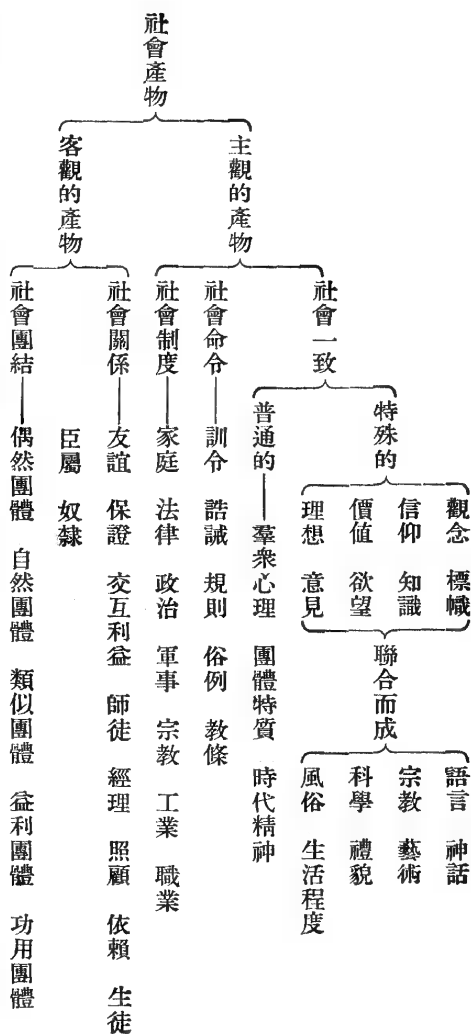 社會產物
主觀的產物
社會一致
特殊的
觀念 標幟
信仰 知識
價值 欲望
理想 意見
聯合而成
語言 神話
宗教 藝術
科學 禮貌
風俗 生活程度
普通的——羣衆心理 團體特質 時代精神
社會命令——訓令 誥誡 規則 俗例 教條
社會制度——家庭 法律 政治 軍事 宗教 工業 職業
客觀的產物
社會關係——友誼 保證 交互利益 師徒 經理 照顧 依賴 生徒
臣屬 奴隸
社會團結——偶然團體 自然團體 類似團體 益利團體 功用團體